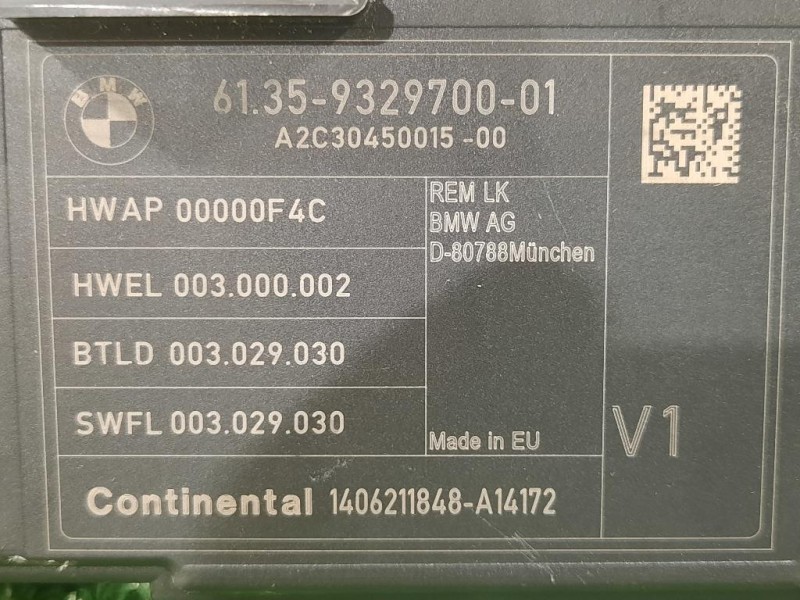 BMW
61.35-9329700-01
A2C30450015 -00
HWAP 00000F4C
HWEL 003.000.002
BTLD 003.029.030
SWFL 003.029.030
REM LK
BMW AG
D-80788München
Made in EU
V1
Continental 1406211848-A14172